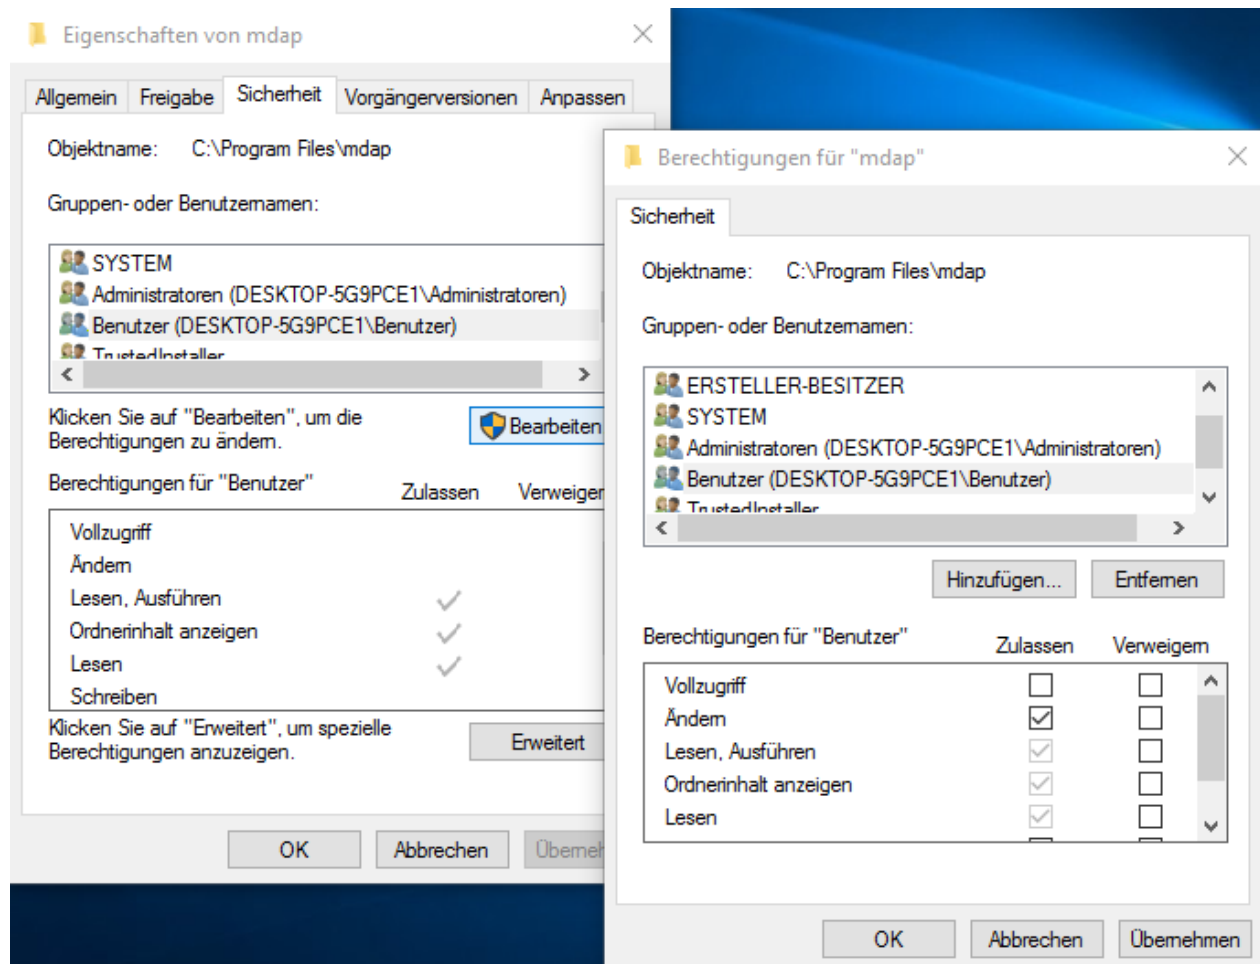 Eigenschaften von mdap
Allgemein Freigabe Sicherheit Vorgängerversionen Anpassen
Objektname: C:\Program Files\mdap
Gruppen- oder Benutzernamen:
SYSTEM
Administratoren (DESKTOP-5G9PCE1\Administratoren)
Benutzer (DESKTOP-5G9PCE1\Benutzer)
TrustedInstaller
Klicken Sie auf "Bearbeiten", um die
Berechtigungen zu ändern.
Bearbeiten
Berechtigungen für "Benutzer" Zulassen Verweigern
Vollzugriff
Ändern
Lesen, Ausführen
Ordnerinhalt anzeigen
Lesen
Schreiben
Klicken Sie auf "Erweitert", um spezielle
Berechtigungen anzuzeigen.
Erweitert
OK Abbrechen Überneh
Berechtigungen für "mdap"
Sicherheit
Objektname: C:\Program Files\mdap
Gruppen- oder Benutzernamen:
ERSTELLER-BESITZER
SYSTEM
Administratoren (DESKTOP-5G9PCE1\Administratoren)
Benutzer (DESKTOP-5G9PCE1\Benutzer)
TrustedInstaller
Hinzufügen... Entfernen
Berechtigungen für "Benutzer" Zulassen Verweigern
Vollzugriff
Ändern
Lesen, Ausführen
Ordnerinhalt anzeigen
Lesen
OK Abbrechen Übernehmen